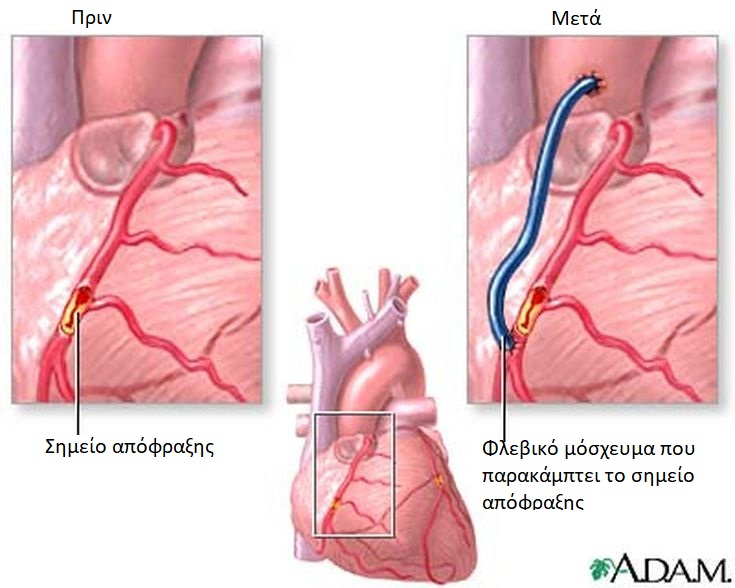 Πριν
Μετά
Σημείο απόφραξης
Φλεβικό μόσχευμα που
παρακάμπτει το σημείο
απόφραξης
A.D.A.M.